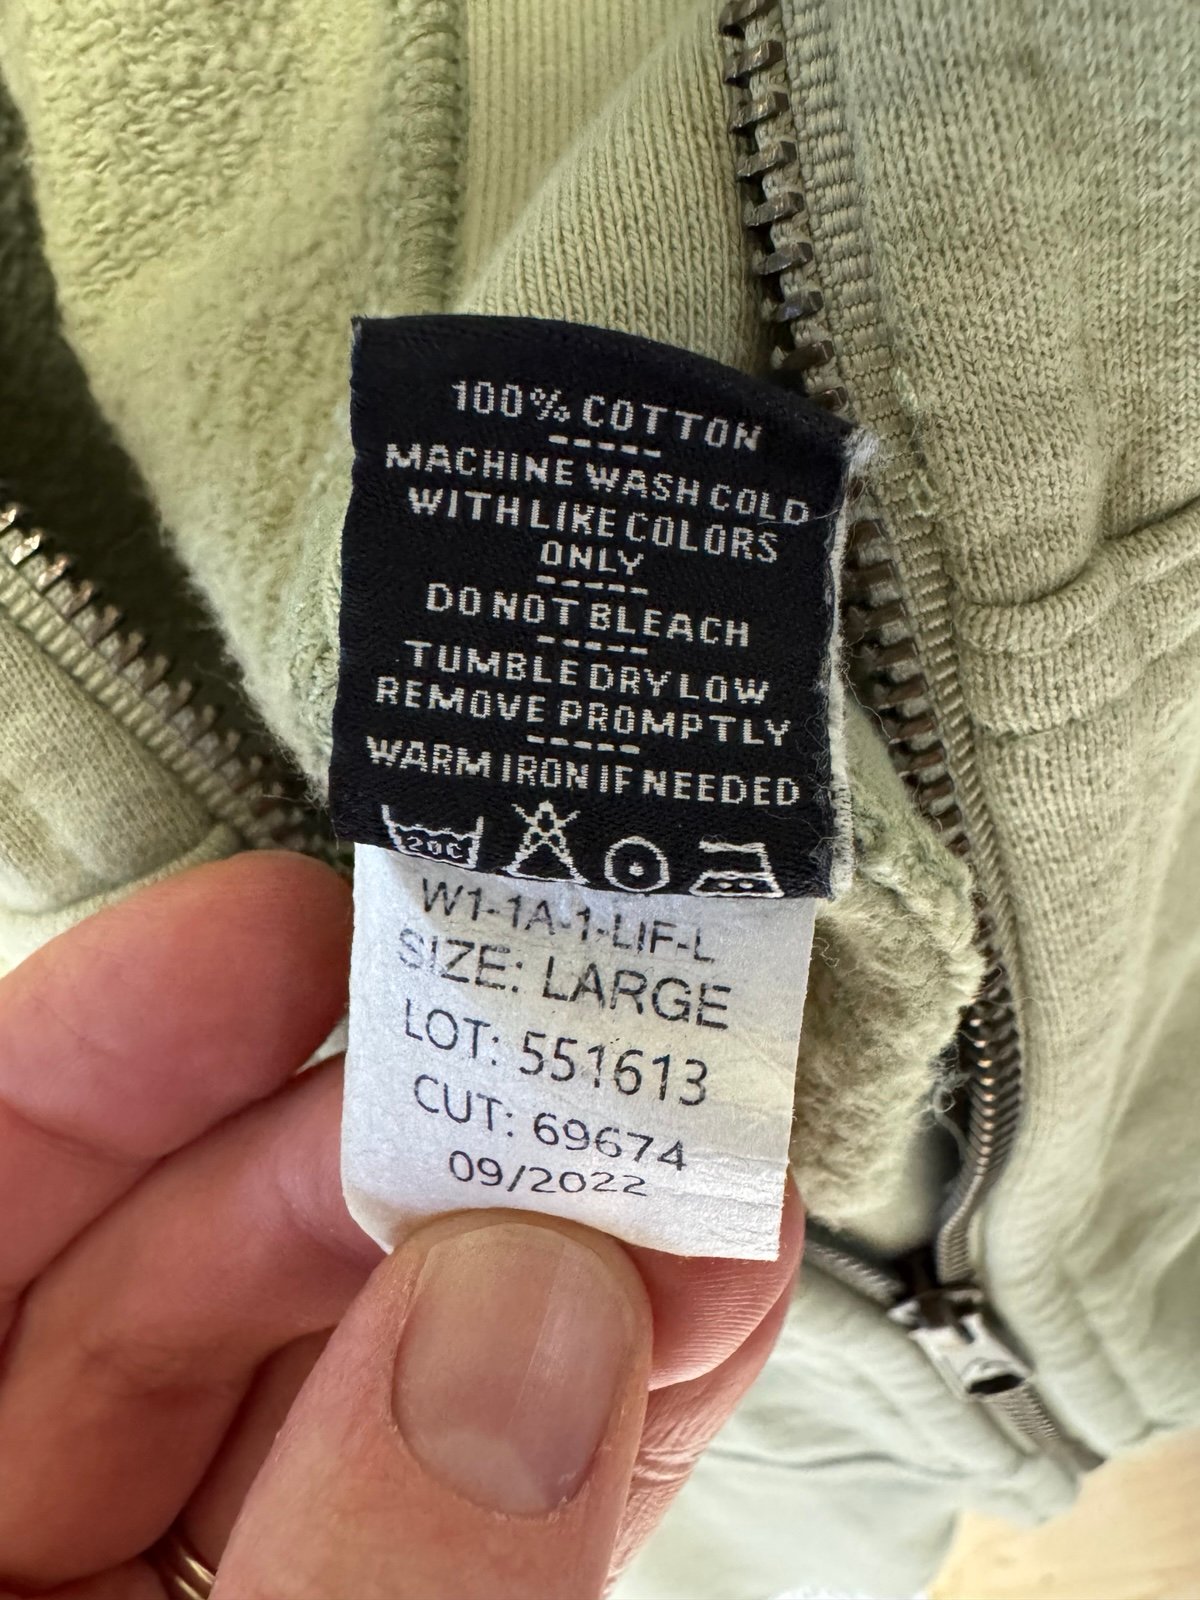 100% COTTON
-----
MACHINE WASH COLD
WITH LIKE COLORS
ONLY
-----
DO NOT BLEACH
-----
TUMBLE DRY LOW
REMOVE PROMPTLY
-----
WARM IRON IF NEEDED
20C
W1-1A-1-LIF-L
SIZE: LARGE
LOT: 551613
CUT: 69674
09/2022